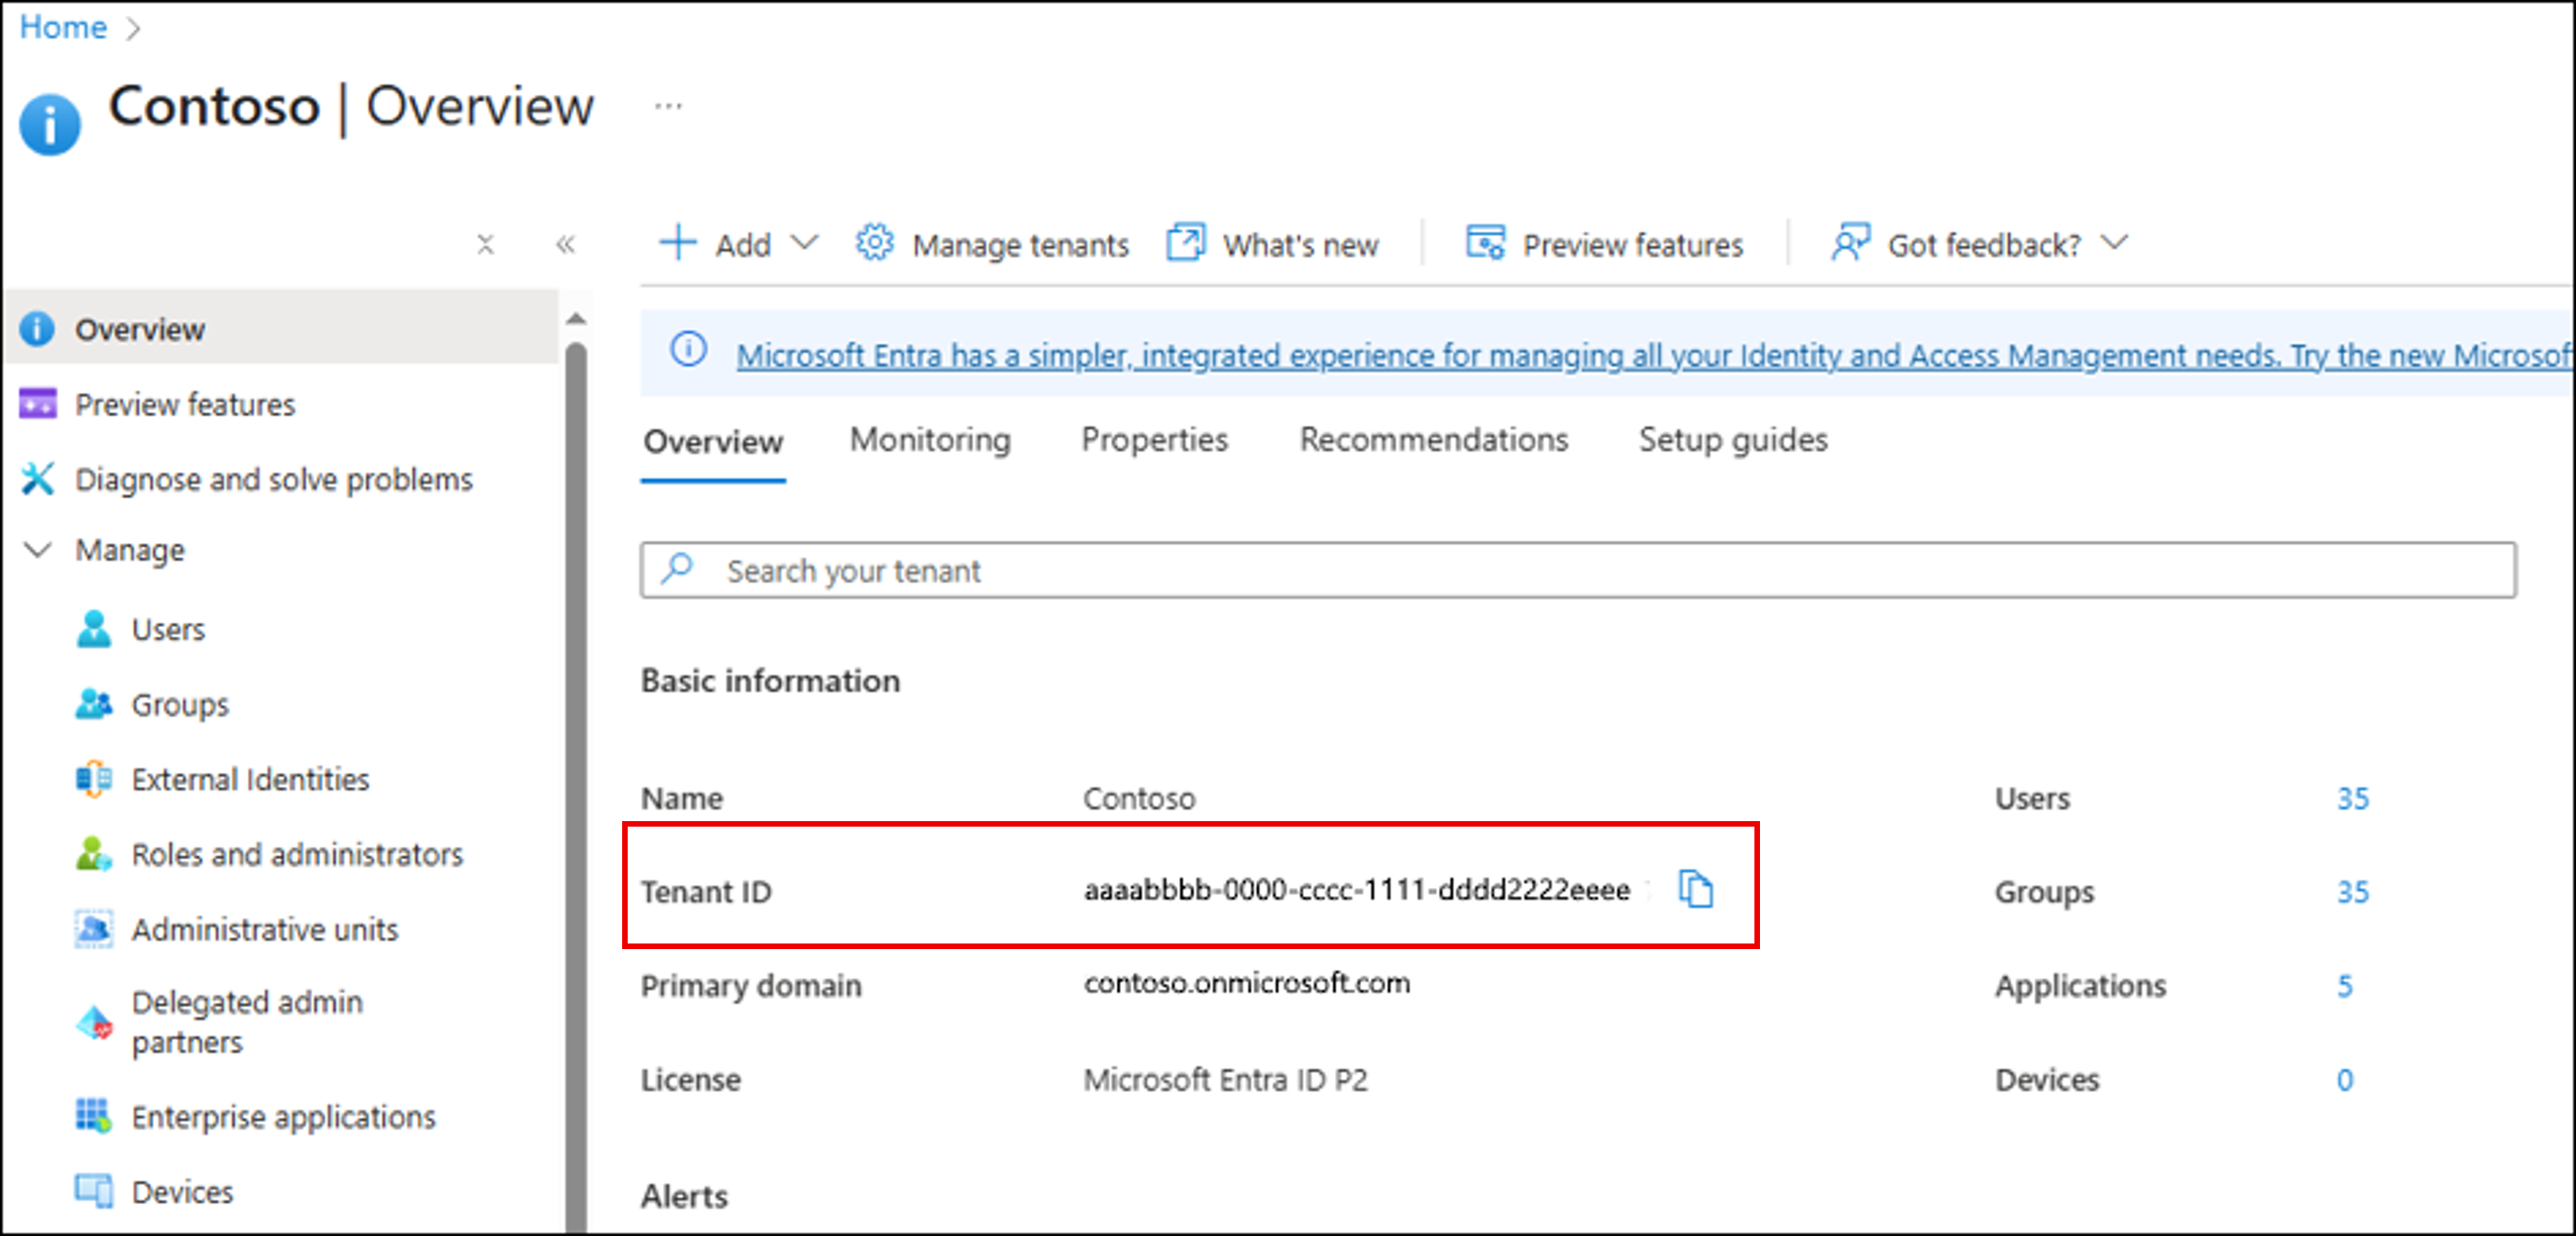 Home
Contoso | Overview ...
Add
Manage tenants
What's new
Preview features
Got feedback?
Overview
Preview features
Diagnose and solve problems
Manage
Users
Groups
External Identities
Roles and administrators
Administrative units
Delegated admin
partners
Enterprise applications
Devices
Microsoft Entra has a simpler, integrated experience for managing all your Identity and Access Management needs. Try the new Microsof
Overview
Monitoring
Properties
Recommendations
Setup guides
Search your tenant
Basic information
Name Contoso Users 35
Tenant ID aaaabbbb-0000-cccc-1111-dddd2222eeee Groups 35
Primary domain contoso.onmicrosoft.com Applications 5
License Microsoft Entra ID P2 Devices 0
Alerts